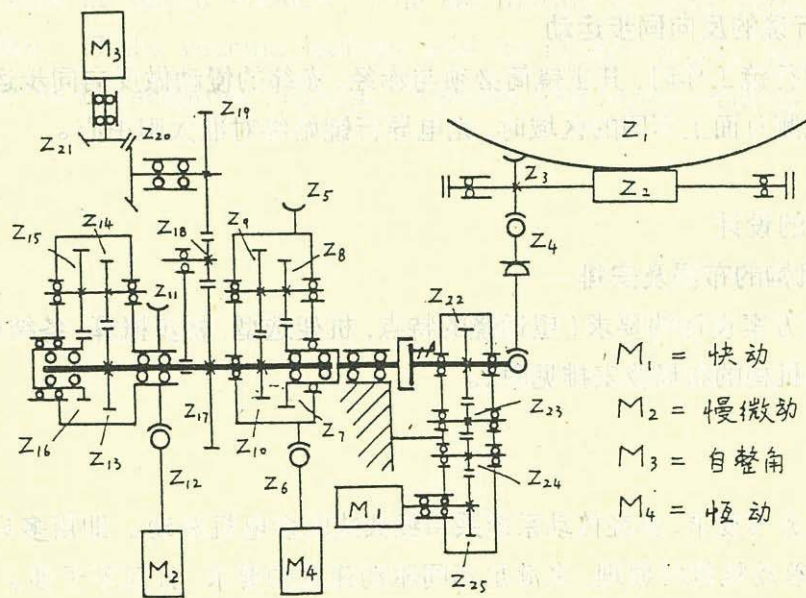 M₃
Z₁₉
Z₂₁
Z₂₀
Z₁
Z₃
Z₂
Z₅
Z₄
Z₁₄
Z₁₅
Z₁₈
Z₉
Z₈
Z₁₁
Z₂₂
A
M₁ = 快动
Z₁₇
Z₂₃
M₂ = 慢微动
Z₁₆
Z₁₃
Z₁₀
Z₇
Z₂₄
M₃ = 自整角
Z₁₂
Z₆
M₁
M₄ = 恆动
M₂
M₄
Z₂₅